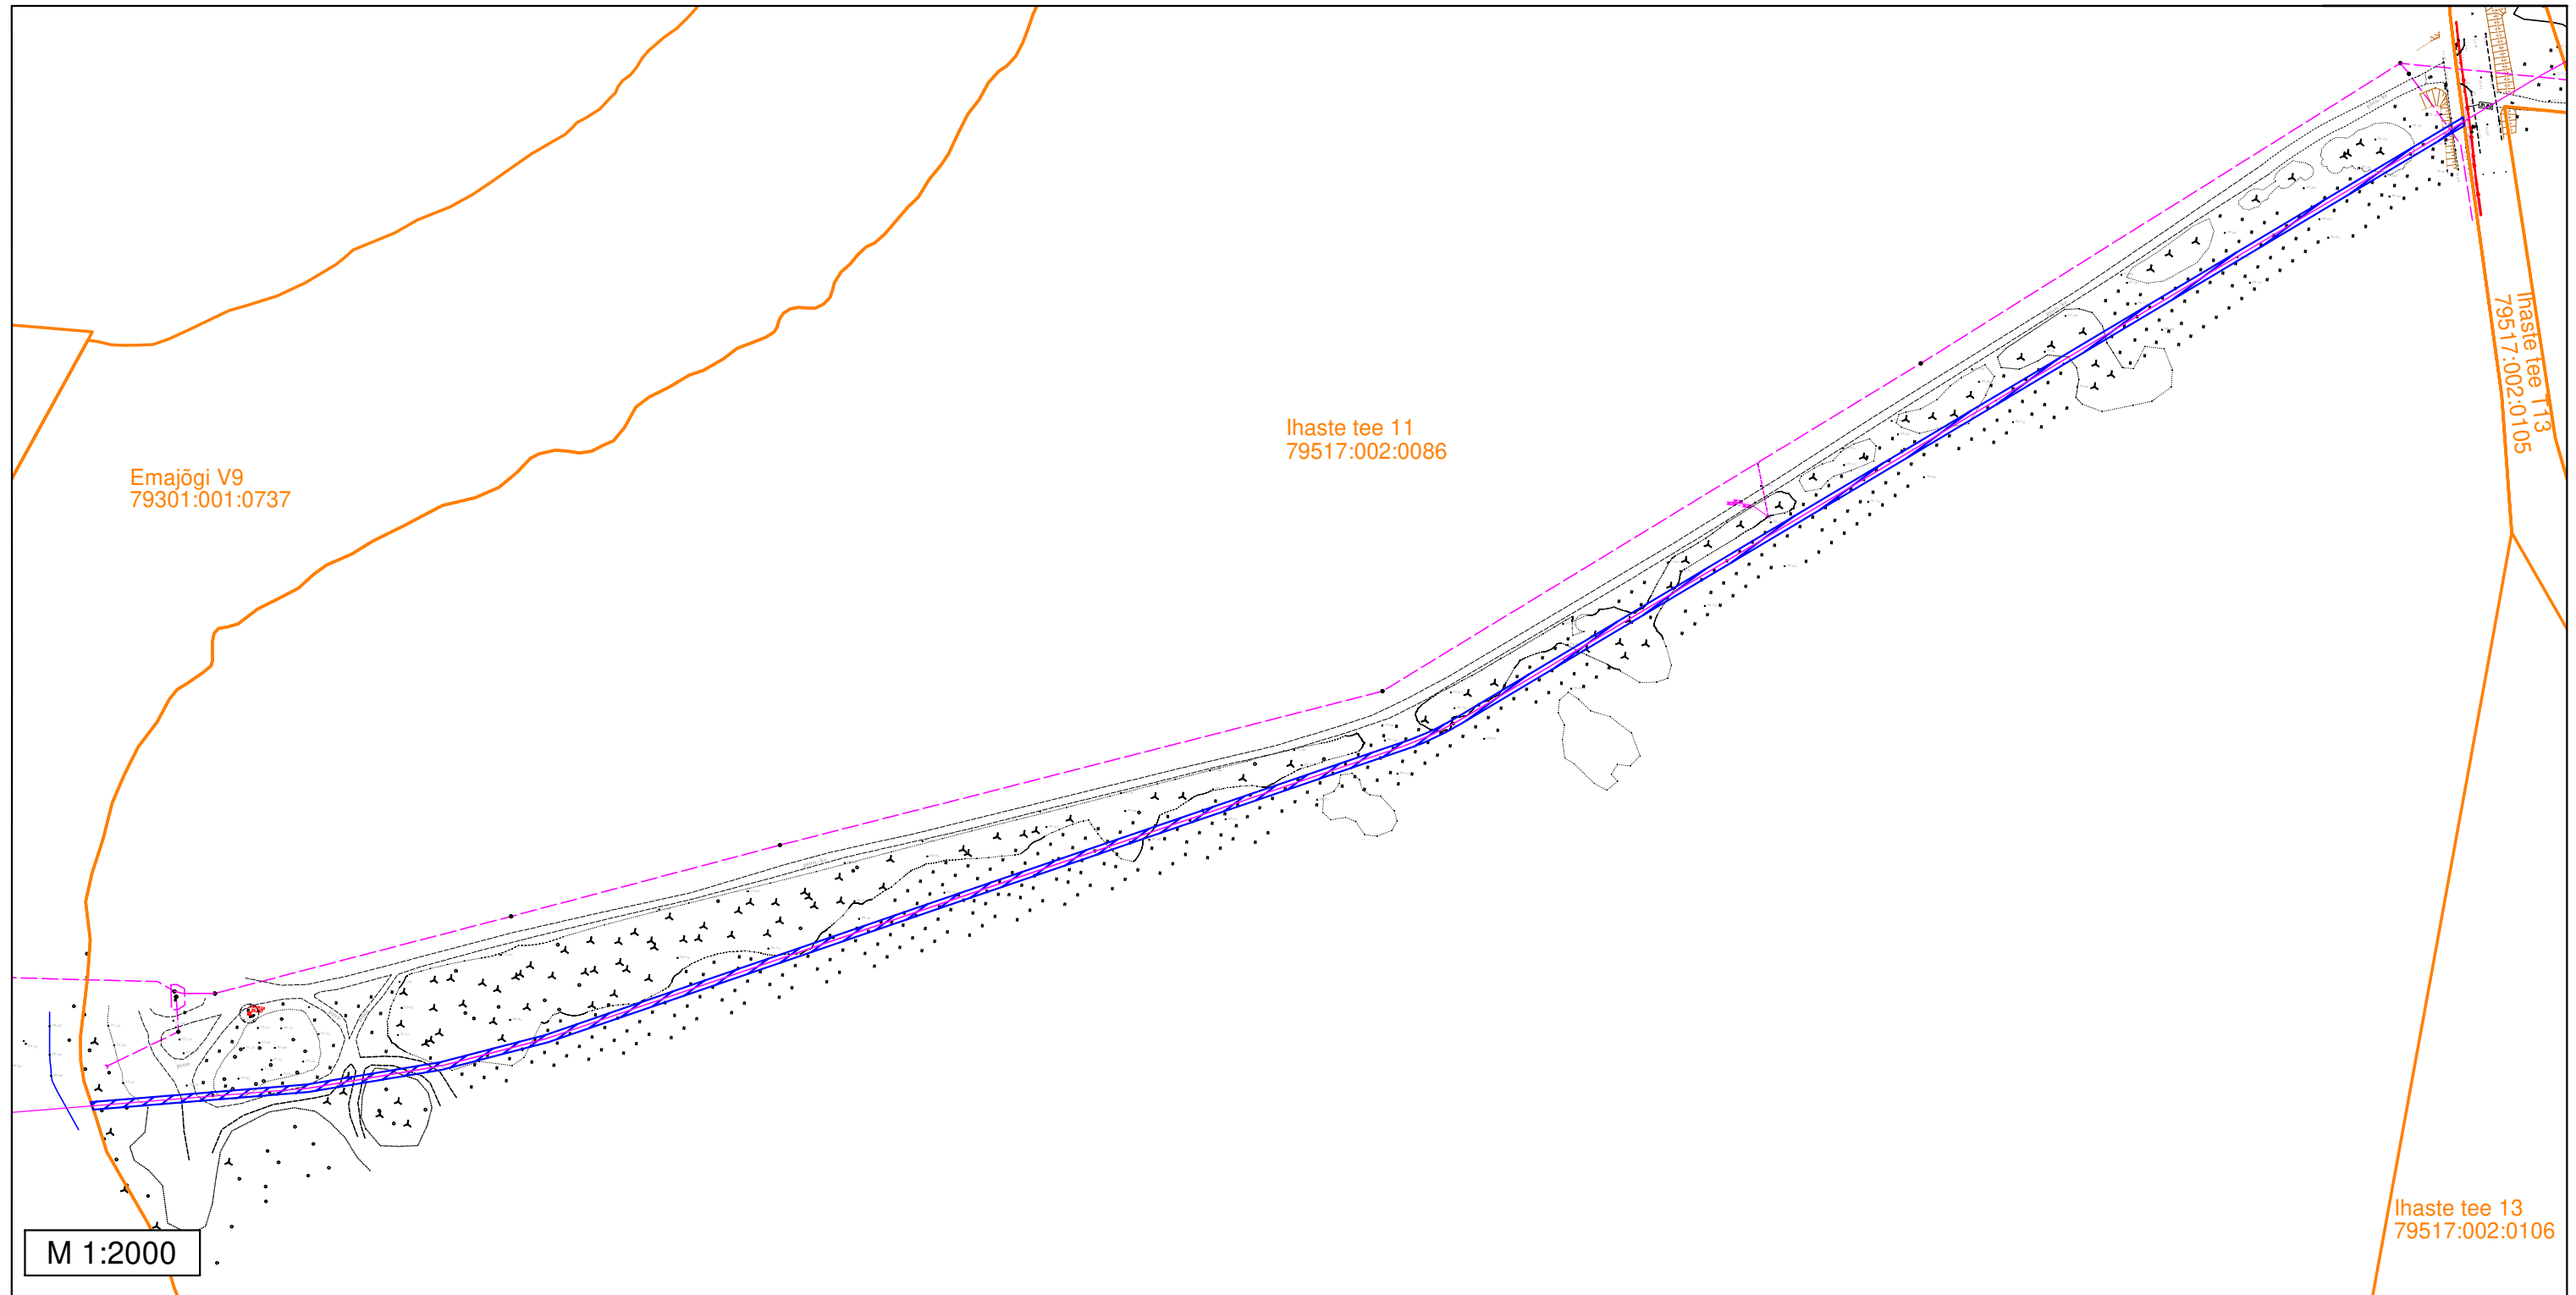 Ihaste tee T13
79517:002:0105
Ihaste tee 11
79517:002:0086
Emajõgi V9
79301:001:0737
Ihaste tee 13
79517:002:0106
M 1:2000